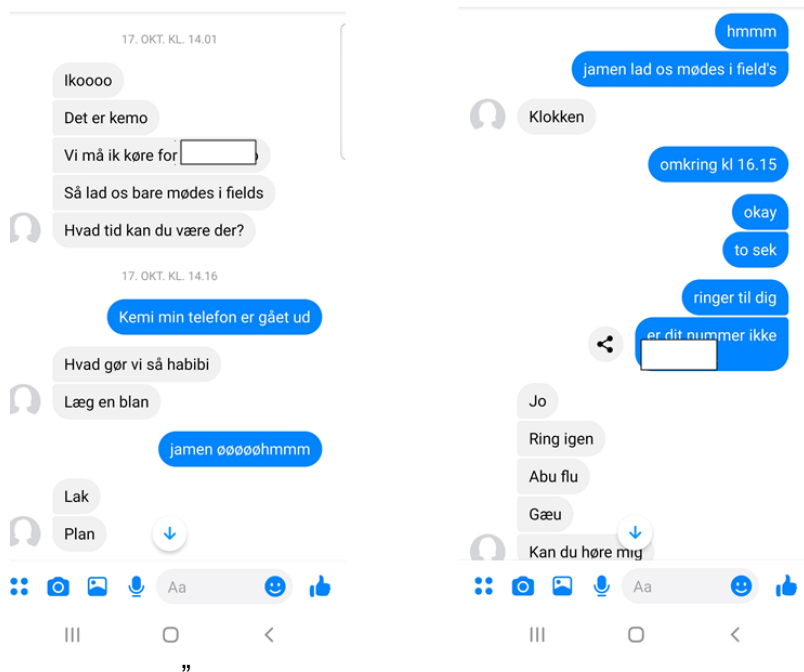 17. OKT. KL. 14.01
Ikoooo
Det er kemo
Vi må ik køre for
Så lad os bare mødes i fields
Hvad tid kan du være der?
17. OKT. KL. 14.16
Kemi min telefon er gået ud
Hvad gør vi så habibi
Læg en blan
jamen øøøøøhmmm
Lak
Plan
Aa
”
hmmm
jamen lad os mødes i field's
Klokken
omkring kl 16.15
okay
to sek
ringer til dig
er dit nummer ikke
Jo
Ring igen
Abu flu
Gæu
Kan du høre mig
Aa